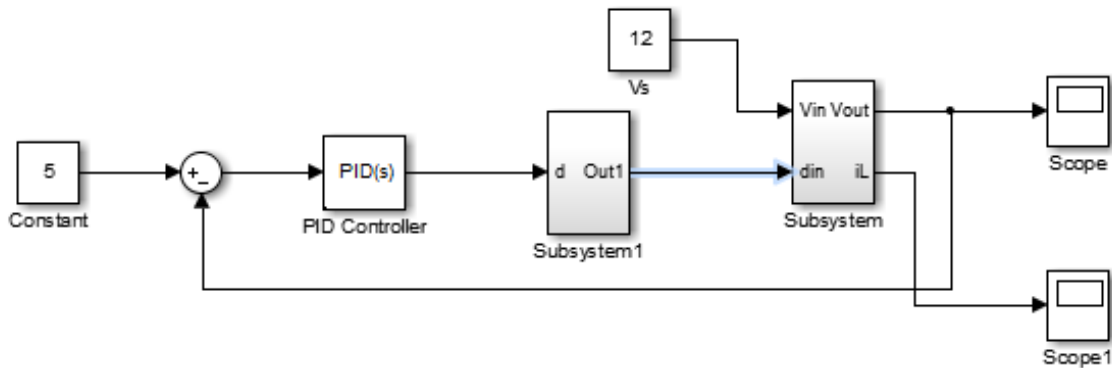 12
Vs
Vin Vout
din iL
Subsystem
Scope
5
Constant
+
−
PID(s)
PID Controller
d Out1
Subsystem1
Scope1